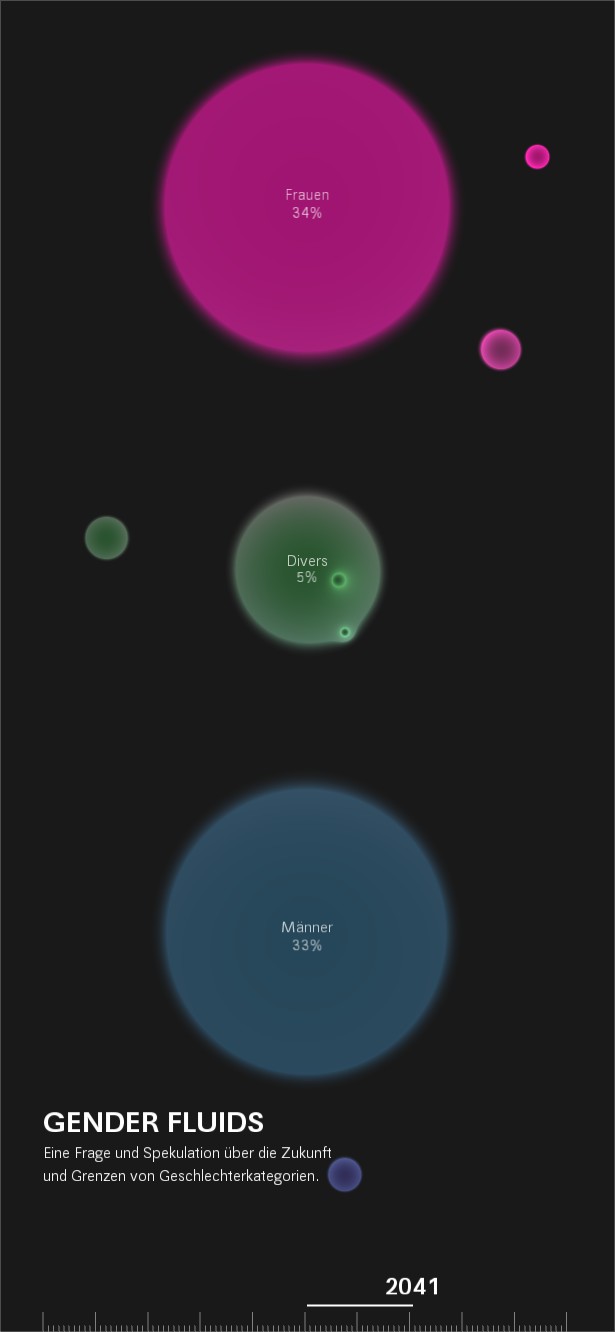 Frauen
34%
Divers
5%
Männer
33%
GENDER FLUIDS
Eine Frage und Spekulation über die Zukunft
und Grenzen von Geschlechterkategorien.
2041